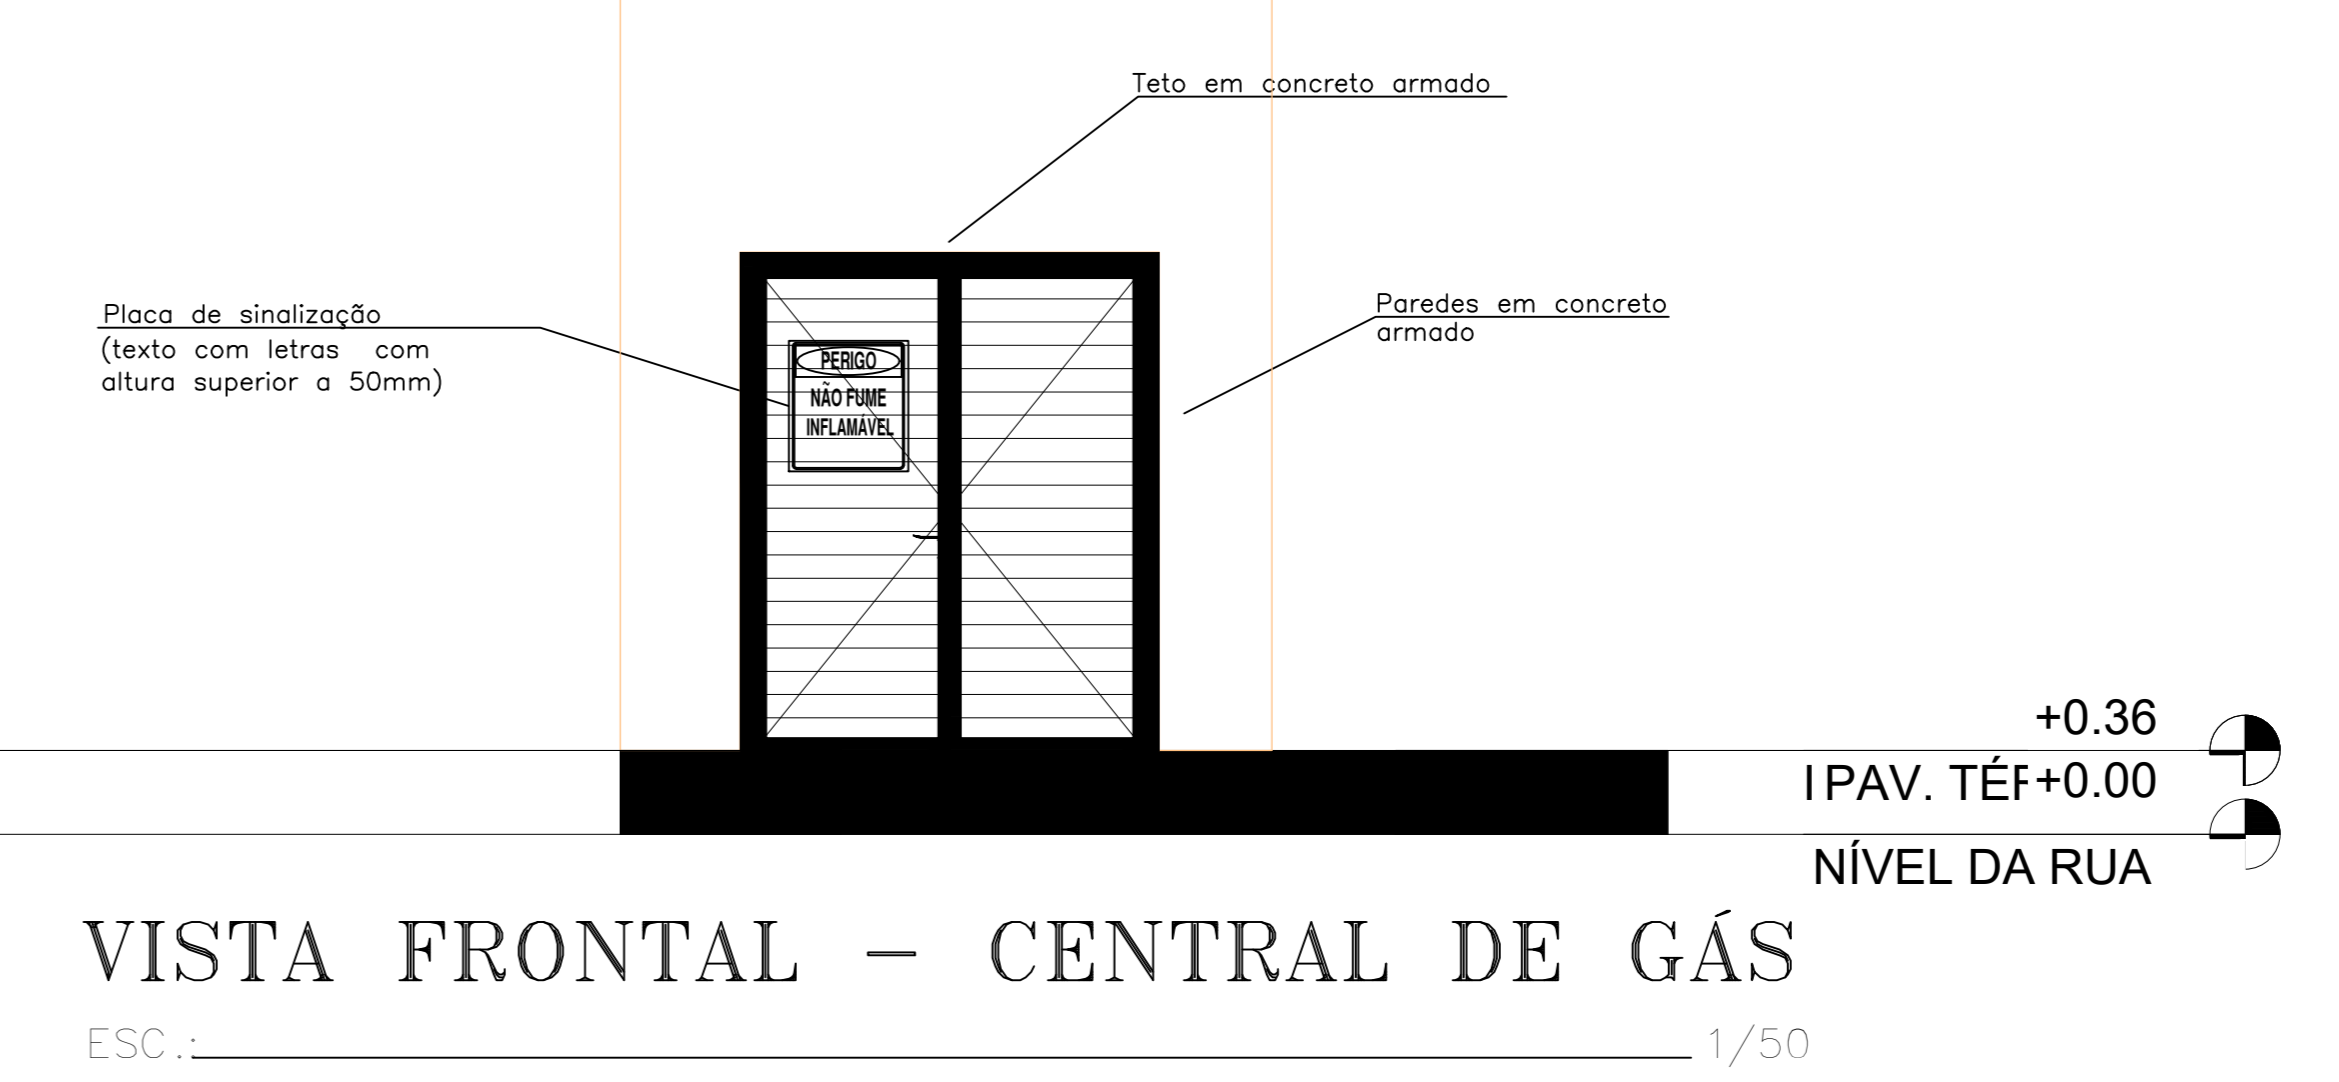 Teto em concreto armado
Placa de sinalização
(texto com letras com
altura superior a 50mm)
Paredes em concreto
armado
PERIGO
NÃO FUME
INFLAMÁVEL
+0.36
PAV.
+0.00
NÍVEL DA RUA
VISTA FRONTAL - CENTRAL DE GÁS
ESC.: 1/50